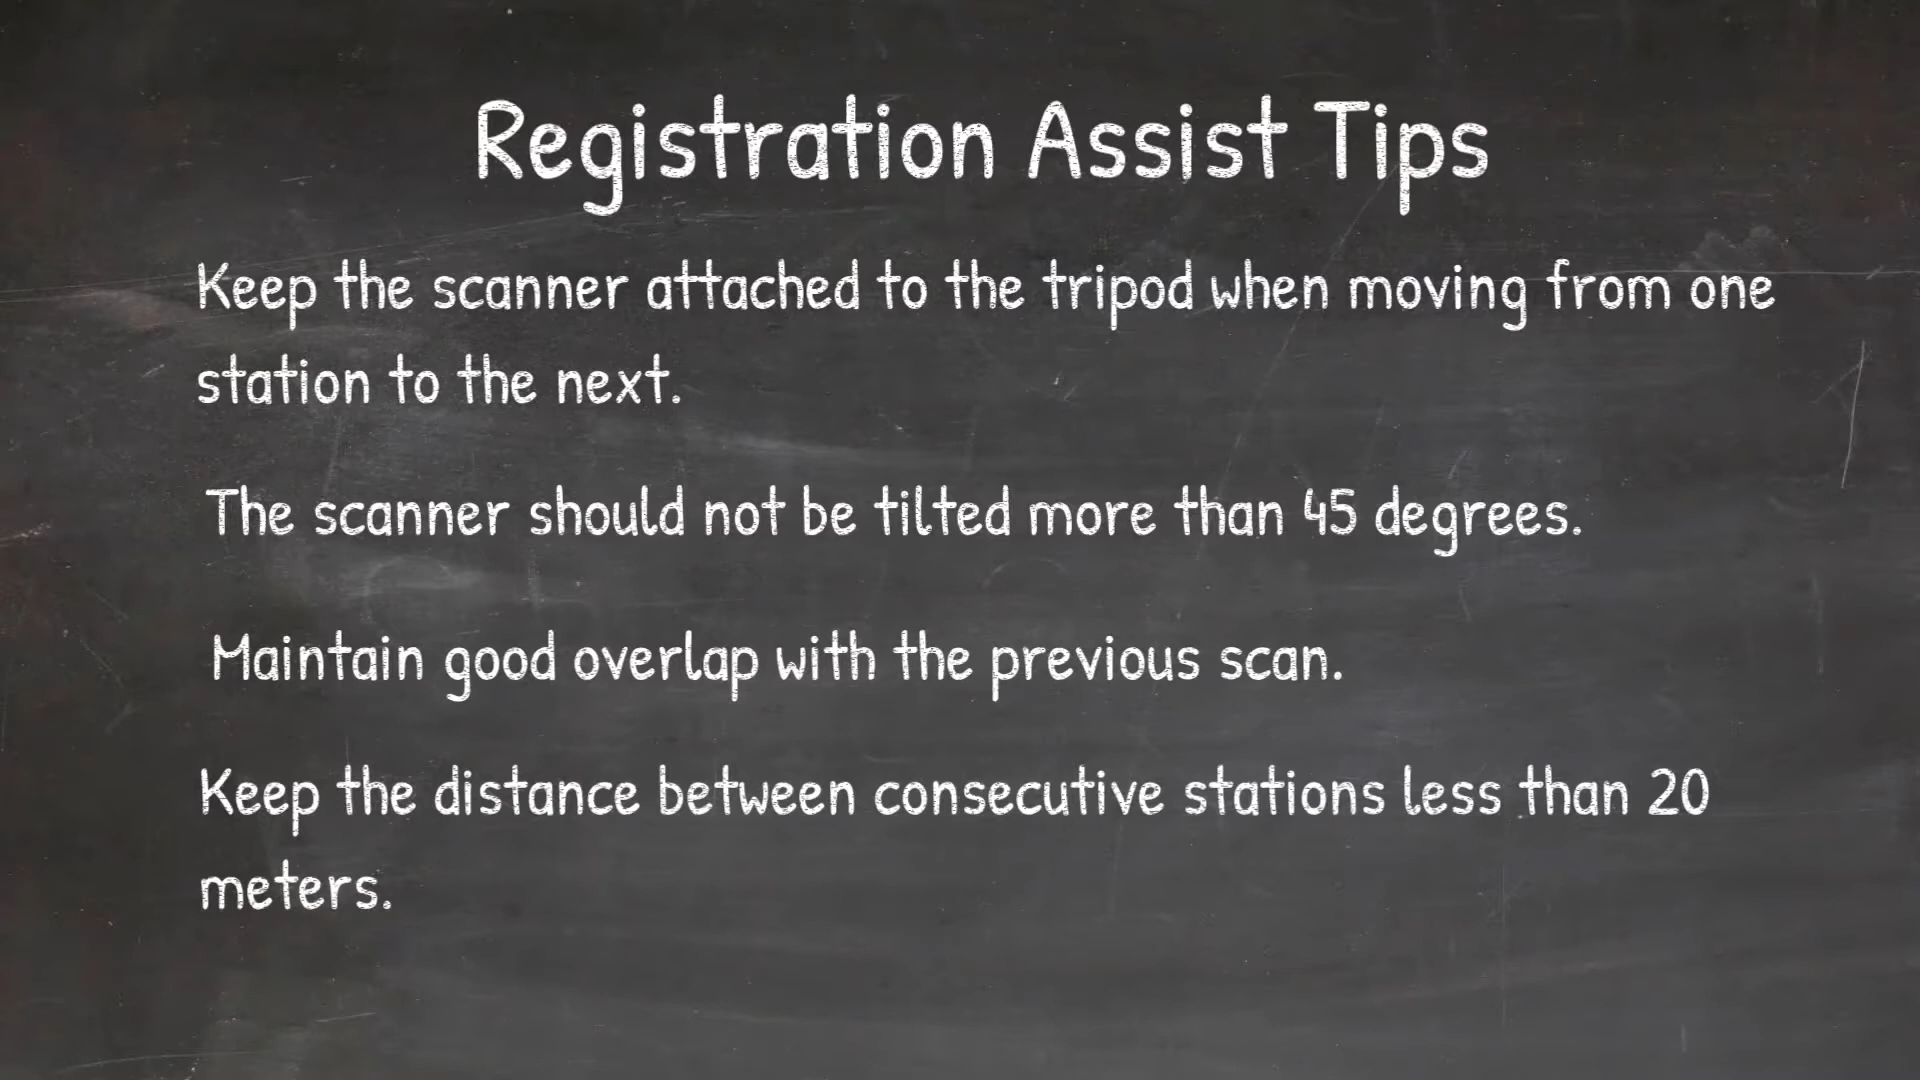 Registration Assist Tips
Keep the scanner attached to the tripod when moving from one
station to the next.
The scanner should not be tilted more than 45 degrees.
Maintain good overlap with the previous scan.
Keep the distance between consecutive stations less than 20
meters.